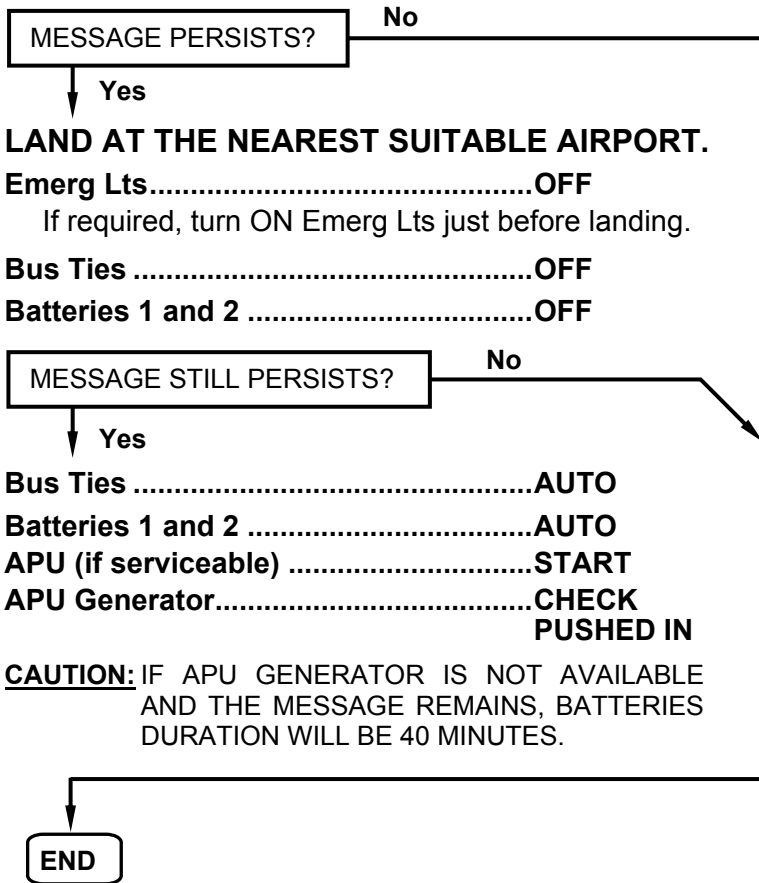 No
MESSAGE PERSISTS?
Yes
LAND AT THE NEAREST SUITABLE AIRPORT.
Emerg Lts...............................................OFF
If required, turn ON Emerg Lts just before landing.
Bus Ties .................................................OFF
Batteries 1 and 2 ...................................OFF
No
MESSAGE STILL PERSISTS?
Yes
Bus Ties .................................................AUTO
Batteries 1 and 2 ...................................AUTO
APU (if serviceable) ..............................START
APU Generator.......................................CHECK
PUSHED IN
CAUTION: IF APU GENERATOR IS NOT AVAILABLE
AND THE MESSAGE REMAINS, BATTERIES
DURATION WILL BE 40 MINUTES.
END